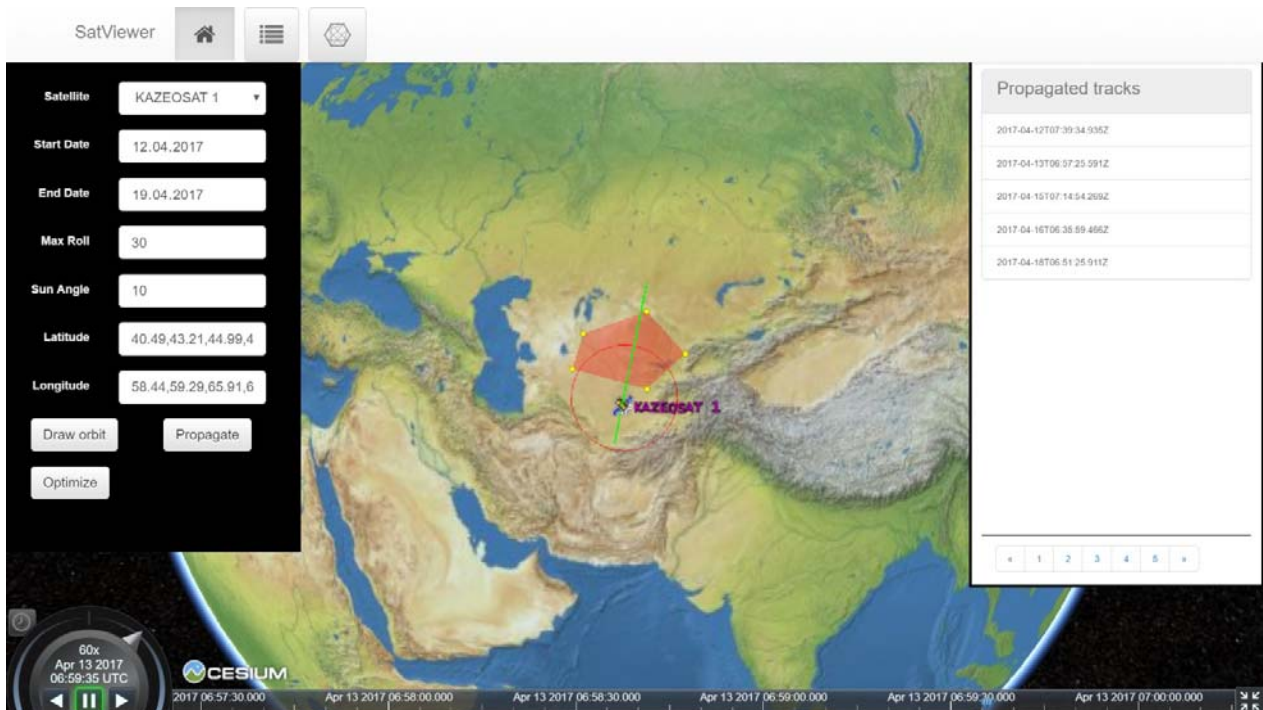 SatViewer
Satellite
KAZEOSAT 1
Start Date
12.04.2017
End Date
19.04.2017
Max Roll
30
Sun Angle
10
Latitude
40.49,43.21,44.99,4
Longitude
58.44,59.29,65.91,6
Draw orbit
Propagate
Optimize
KAZEOSAT 1
Propagated tracks
2017-04-12T07:39:34.935Z
2017-04-13T06:57:25.591Z
2017-04-15T07:14:54.269Z
2017-04-16T06:35:59.466Z
2017-04-18T06:51:25.911Z
« 1 2 3 4 5 »
60x
Apr 13 2017
06:59:35 UTC
CESIUM
2017 06:57:30.000 Apr 13 2017 06:58:00.000 Apr 13 2017 06:58:30.000 Apr 13 2017 06:59:00.000 Apr 13 2017 06:59:30.000 Apr 13 2017 07:00:00.000